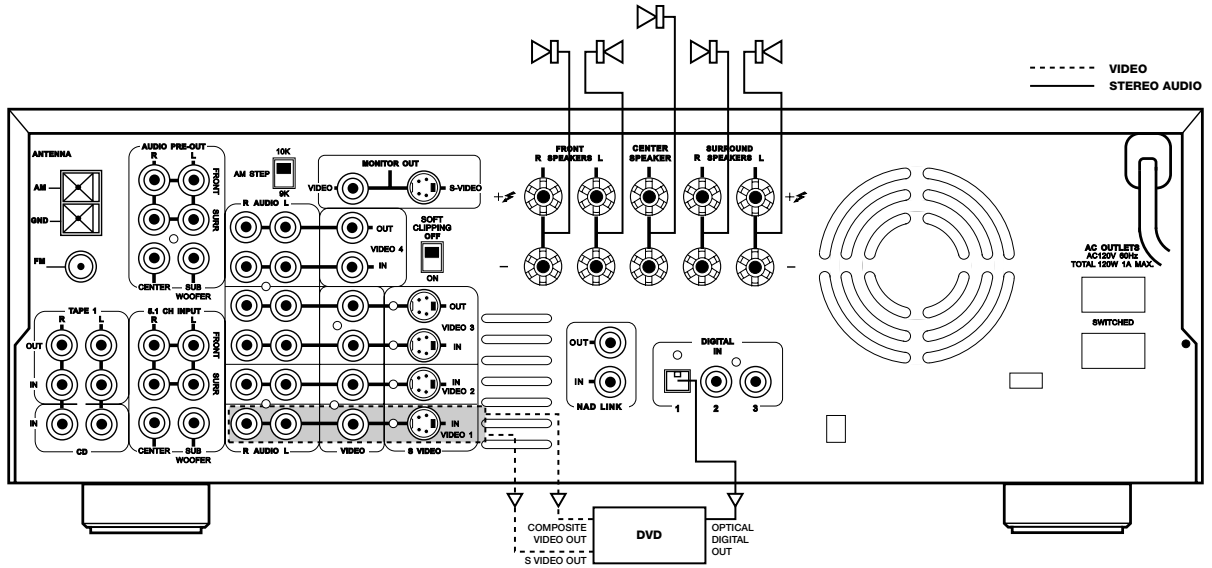 VIDEO
STEREO AUDIO
ANTENNA
AM
GND
FM
AUDIO PRE-OUT
R L
FRONT
SURR
CENTER SUB WOOFER
10K
AM STEP
9K
MONITOR OUT
VIDEO S-VIDEO
R AUDIO L
OUT
VIDEO 4
IN
SOFT
CLIPPING
OFF
ON
OUT
VIDEO 3
IN
IN
VIDEO 2
IN
VIDEO 1
R AUDIO L VIDEO S VIDEO
TAPE 1
R L
OUT
IN
IN
CD
5.1 CH INPUT
R L
FRONT
SURR
CENTER SUB WOOFER
FRONT
R SPEAKERS L
CENTER
SPEAKER
SURROUND
R SPEAKERS L
+ +
– –
OUT
IN
NAD LINK
DIGITAL
IN
1 2 3
AC OUTLETS
AC120V 60Hz
TOTAL 120W 1A MAX.
SWITCHED
COMPOSITE
VIDEO OUT
S VIDEO OUT
DVD
OPTICAL
DIGITAL
OUT